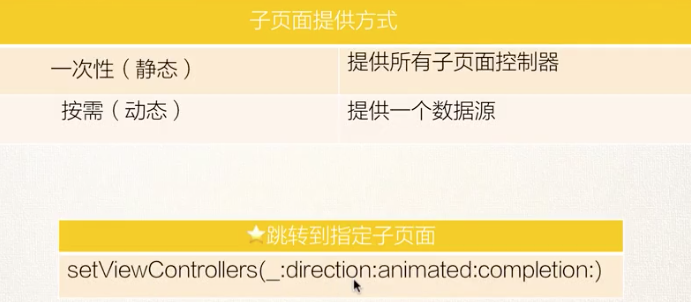 子页面提供方式
一次性（静态） 提供所有子页面控制器
按需（动态） 提供一个数据源
跳转到指定子页面
setViewControllers(_:direction:animated:completion:)